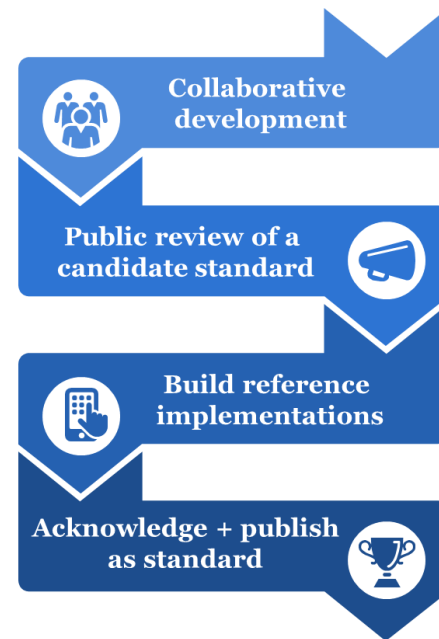 Collaborative
development
Public review of a
candidate standard
Build reference
implementations
Acknowledge + publish
as standard